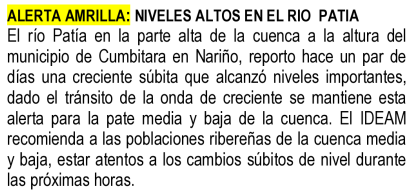 ALERTA AMRILLA: NIVELES ALTOS EN EL RIO PATIA
El río Patía en la parte alta de la cuenca a la altura del
municipio de Cumbitara en Nariño, reporto hace un par de
días una creciente súbita que alcanzó niveles importantes,
dado el tránsito de la onda de creciente se mantiene esta
alerta para la pate media y baja de la cuenca. El IDEAM
recomienda a las poblaciones ribereñas de la cuenca media
y baja, estar atentos a los cambios súbitos de nivel durante
las próximas horas.